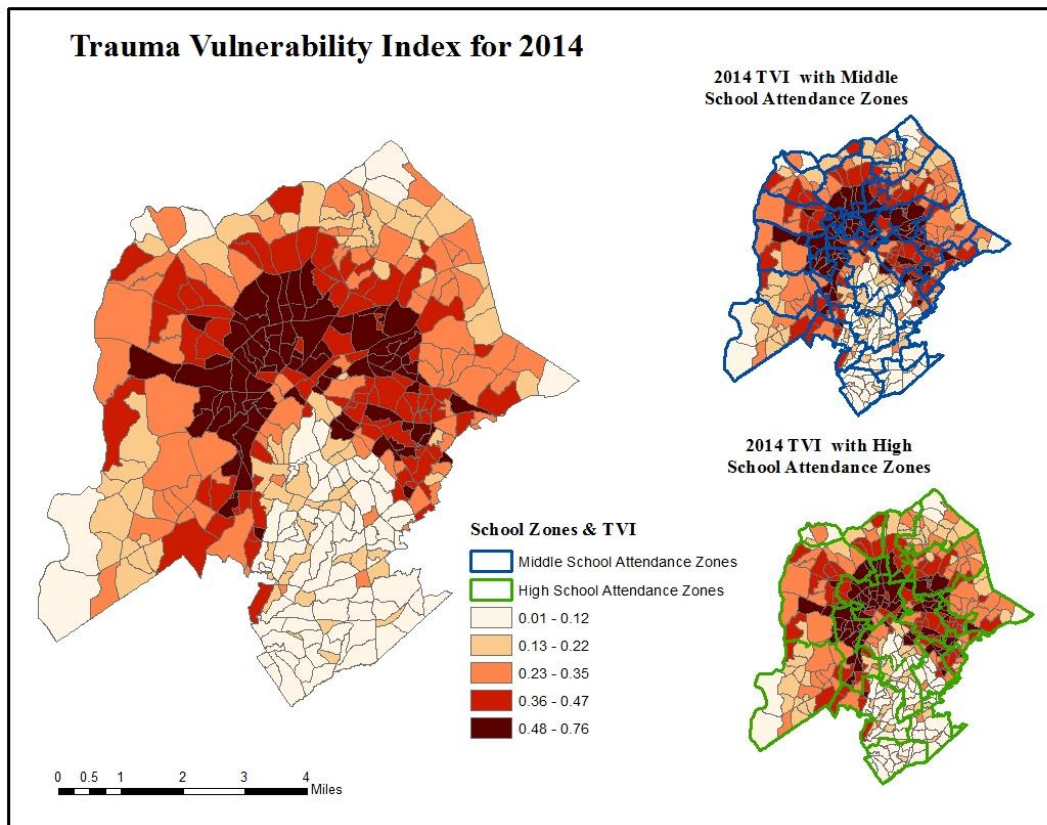 Trauma Vulnerability Index for 2014
2014 TVI with Middle
School Attendance Zones
2014 TVI with High
School Attendance Zones
School Zones & TVI
Middle School Attendance Zones
High School Attendance Zones
0.01 - 0.12
0.13 - 0.22
0.23 - 0.35
0.36 - 0.47
0.48 - 0.76
0 0.5 1 2 3 4
Miles